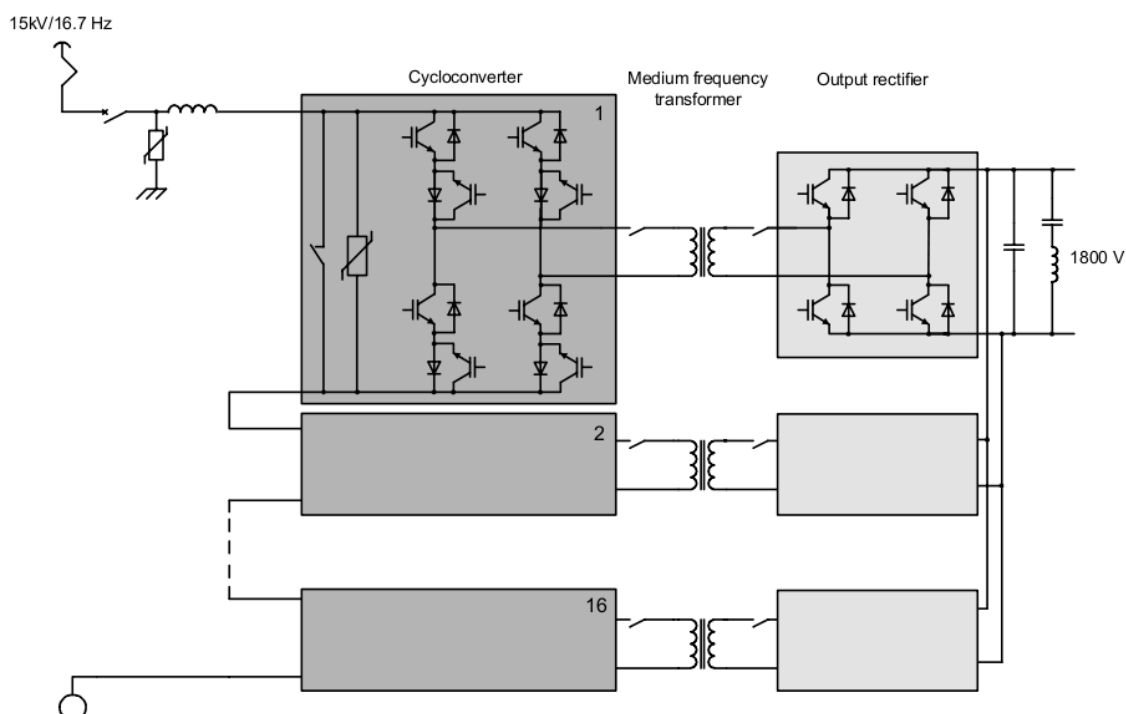 15kV/16.7 Hz
Cycloconverter
Medium frequency
transformer
Output rectifier
1
1800 V
2
16